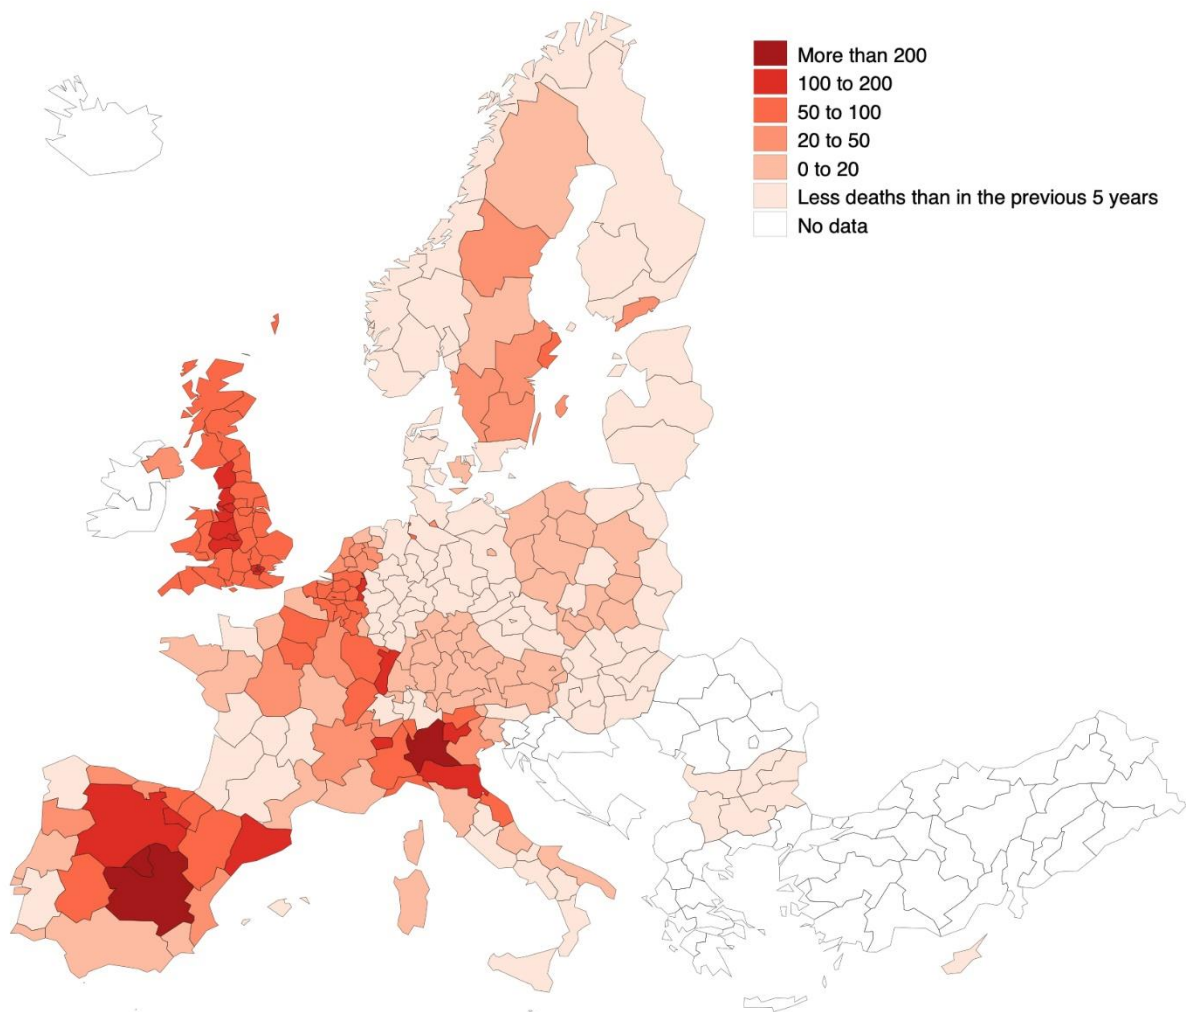 More than 200
100 to 200
50 to 100
20 to 50
0 to 20
Less deaths than in the previous 5 years
No data